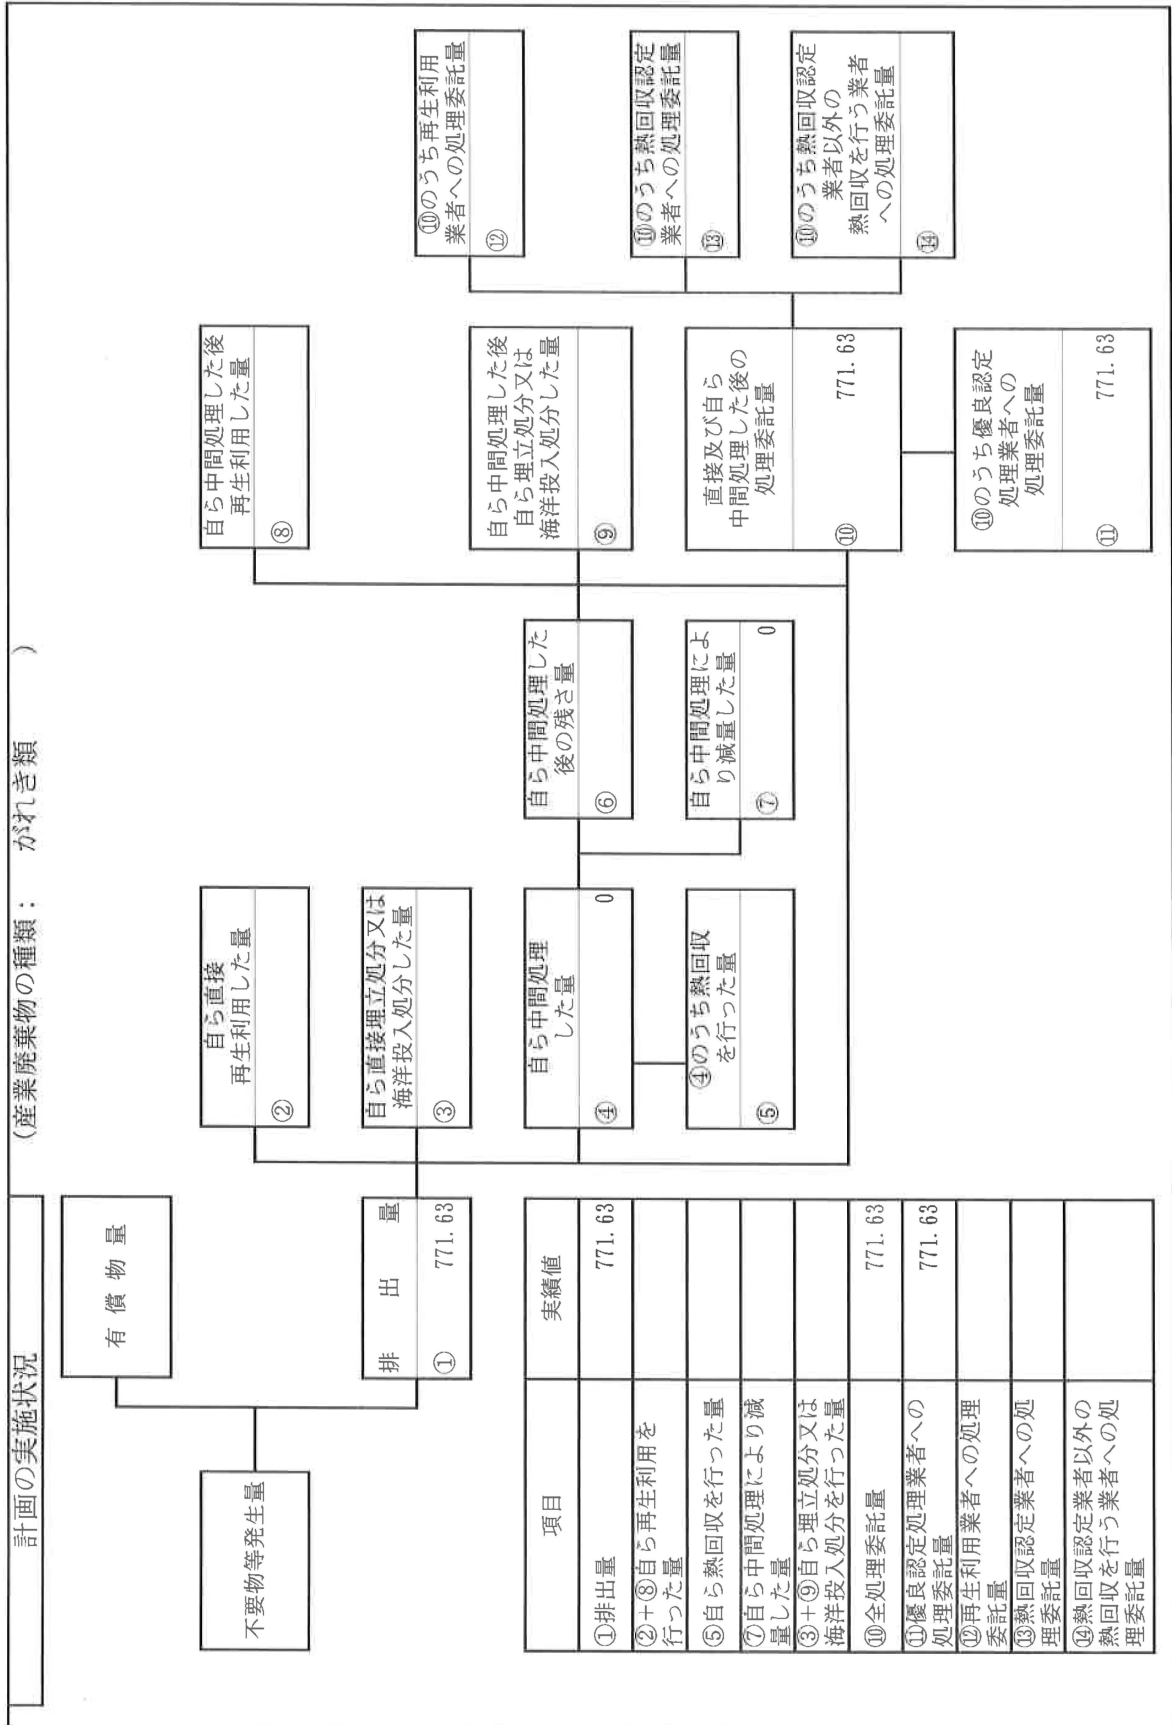 計画の実施状況
(産業廃棄物の種類： がれき類 )
不要物等発生量
有償物量
排出量
① 771.63
自ら直接
再生利用した量
②
自ら直接埋立処分又は
海洋投入処分した量
③
自ら中間処理
した量
④ 0
④のうち熱回収
を行った量
⑤
自ら中間処理した
後の残さ量
⑥
自ら中間処理によ
り減量した量
⑦ 0
自ら中間処理した後
再生利用した量
⑧
自ら中間処理した後
自ら埋立処分又は
海洋投入処分した量
⑨
直接及び自ら
中間処理した後の
処理委託量
⑩ 771.63
⑩のうち優良認定
処理業者への
処理委託量
⑪ 771.63
⑩のうち再生利用
業者への処理委託量
⑫
⑩のうち熱回収認定
業者への処理委託量
⑬
⑩のうち熱回収認定
業者以外の
熱回収を行う業者
への処理委託量
⑭
項目 実績値
①排出量 771.63
②+⑧自ら再生利用を
行った量
⑤自ら熱回収を行った量
⑦自ら中間処理により減
量した量
③+⑨自ら埋立処分又は
海洋投入処分を行った量
⑩全処理委託量 771.63
⑪優良認定処理業者への
処理委託量 771.63
⑫再生利用業者への処理
委託量
⑬熱回収認定業者への処
理委託量
⑭熱回収認定業者以外の
熱回収を行う業者への処
理委託量